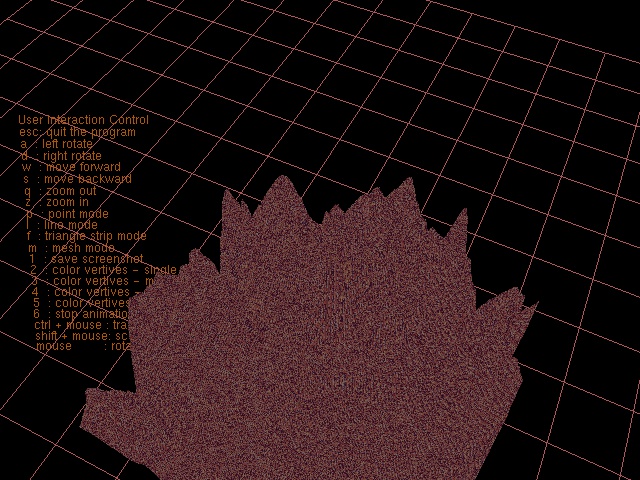 User Interaction Control
esc: quit the program
a : left rotate
d : right rotate
w : move forward
s : move backward
q : zoom out
z : zoom in
p : point mode
l : line mode
f : triangle strip mode
m : mesh mode
1 : save screenshot
2 : color vertives - single
3 : color vertives - m
4 : color vertives -
5 : color vertives
6 : stop animatio
ctrl + mouse : tra
shift + mouse: sc
mouse : rota